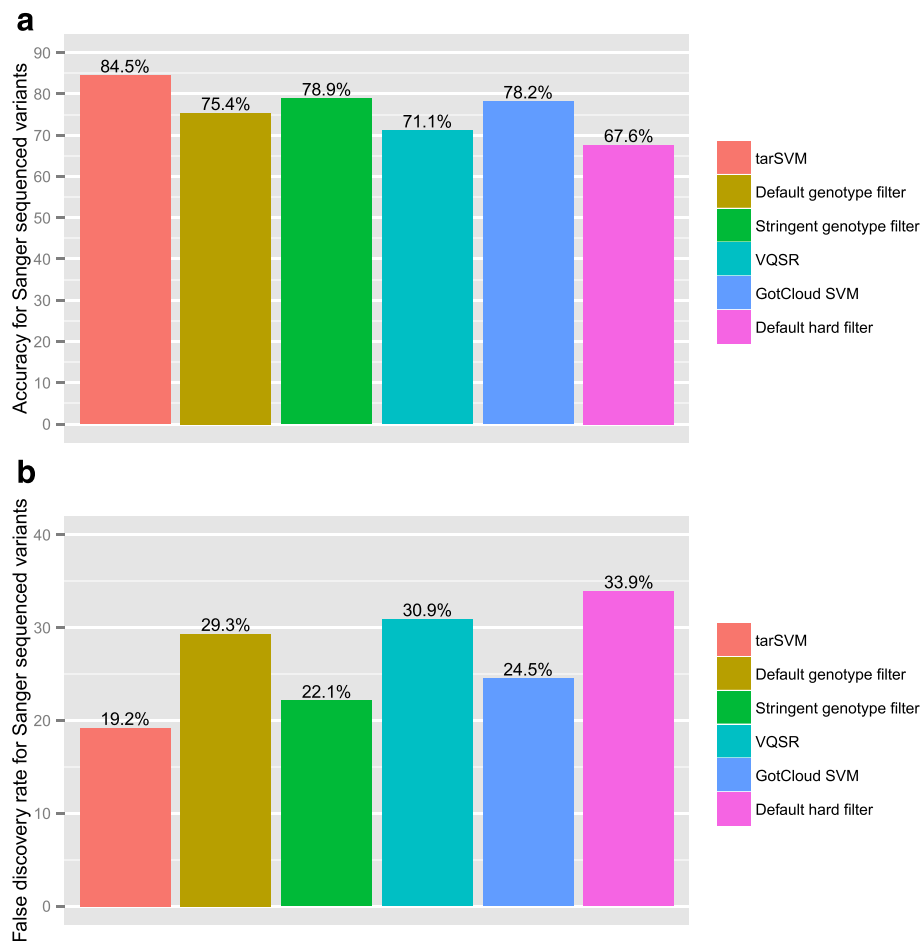 a
Accuracy for Sanger sequenced variants
90
80
70
60
50
40
30
20
10
0
84.5%
75.4%
78.9%
71.1%
78.2%
67.6%
tarSVM
Default genotype filter
Stringent genotype filter
VQSR
GotCloud SVM
Default hard filter
b
False discovery rate for Sanger sequenced variants
40
30
20
10
0
19.2%
29.3%
22.1%
30.9%
24.5%
33.9%
tarSVM
Default genotype filter
Stringent genotype filter
VQSR
GotCloud SVM
Default hard filter